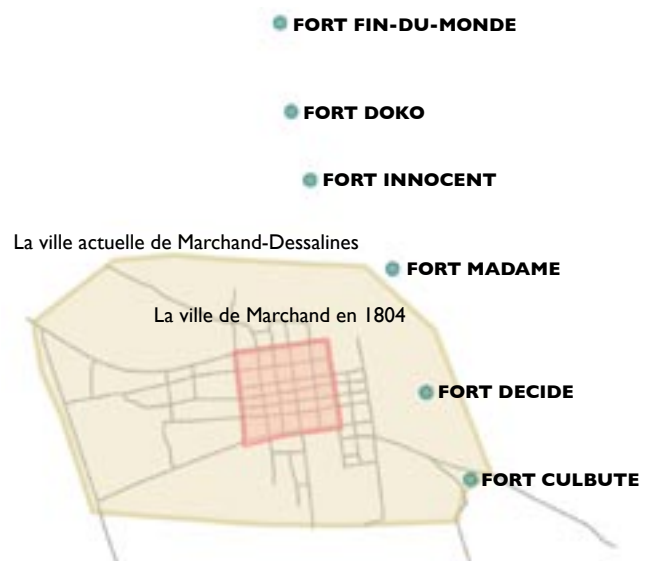 FORT FIN-DU-MONDE
FORT DOKO
FORT INNOCENT
La ville actuelle de Marchand-Dessalines
FORT MADAME
La ville de Marchand en 1804
FORT DECIDE
FORT CULBUTE